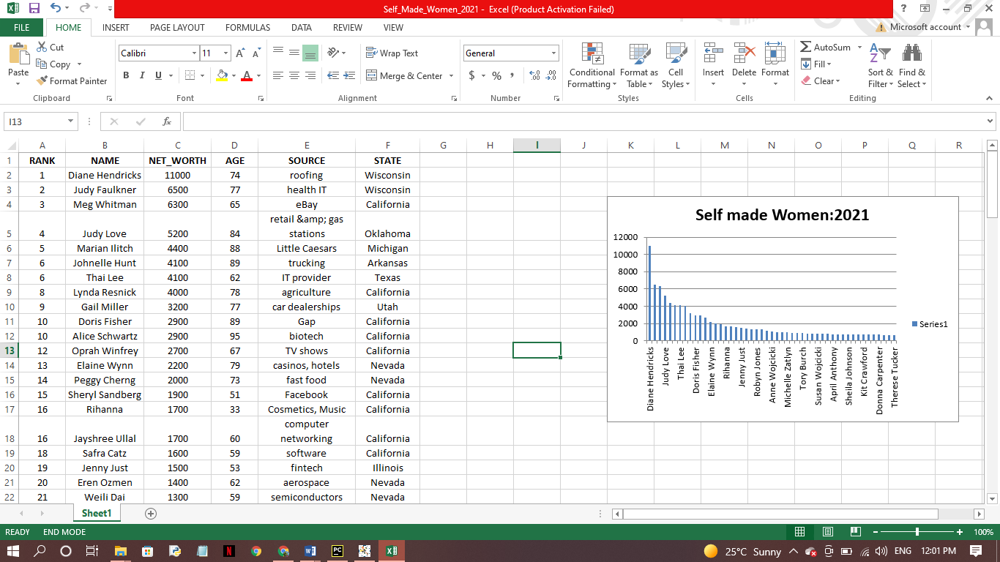 Self_Made_Women_2021 - Excel (Product Activation Failed)
FILE HOME INSERT PAGE LAYOUT FORMULAS DATA REVIEW VIEW Microsoft account
Paste
Cut
Copy
Format Painter
Clipboard
Calibri 11
B I U
Font
Wrap Text
Merge & Center
Alignment
General
$ % ,
Number
Conditional Formatting
Format as Table
Cell Styles
Styles
Insert Delete Format
Cells
AutoSum
Fill
Clear
Sort & Filter
Find & Select
Editing
I13 fx
A B C D E F G H I J K L M N O P Q R
1 RANK NAME NET_WORTH AGE SOURCE STATE
2 1 Diane Hendricks 11000 74 roofing Wisconsin
3 2 Judy Faulkner 6500 77 health IT Wisconsin
4 3 Meg Whitman 6300 65 eBay California
retail &amp; gas
5 4 Judy Love 5200 84 stations Oklahoma
6 5 Marian Ilitch 4400 88 Little Caesars Michigan
7 6 Johnelle Hunt 4100 89 trucking Arkansas
8 6 Thai Lee 4100 62 IT provider Texas
9 8 Lynda Resnick 4000 78 agriculture California
10 9 Gail Miller 3200 77 car dealerships Utah
11 10 Doris Fisher 2900 89 Gap California
12 10 Alice Schwartz 2900 95 biotech California
13 12 Oprah Winfrey 2700 67 TV shows California
14 13 Elaine Wynn 2200 79 casinos, hotels Nevada
15 14 Peggy Cherng 2000 73 fast food Nevada
16 15 Sheryl Sandberg 1900 51 Facebook California
17 16 Rihanna 1700 33 Cosmetics, Music California
computer
18 16 Jayshree Ullal 1700 60 networking California
19 18 Safra Catz 1600 59 software California
20 19 Jenny Just 1500 53 fintech Illinois
21 20 Eren Ozmen 1400 62 aerospace Nevada
22 21 Weili Dai 1300 59 semiconductors Nevada
Self made Women:2021
12000
10000
8000
6000
4000
2000
0
Series1
Diane Hendricks
Judy Love
Thai Lee
Doris Fisher
Elaine Wynn
Rihanna
Jenny Just
Robyn Jones
Anne Wojcicki
Michelle Zatlyn
Tory Burch
Susan Wojcicki
April Anthony
Sheila Johnson
Kit Crawford
Donna Carpenter
Therese Tucker
Sheet1
READY END MODE 100%
25°C Sunny ENG 12:01 PM